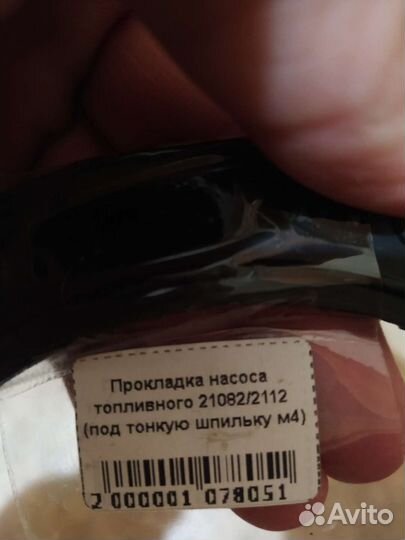 Прокладка насоса
топливного 21082/2112
(под тонкую шпильку м4)
2 000001 078051
Avito